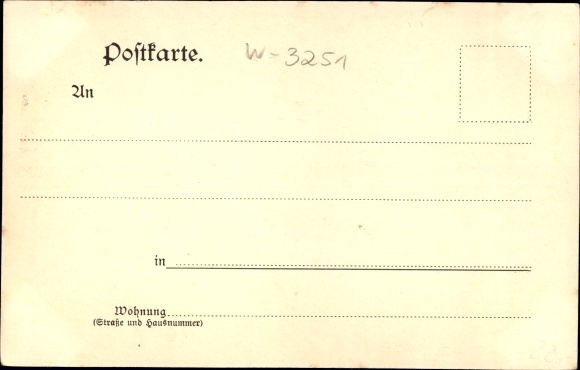 Postkarte. W-3251
An
in
Wohnung
(Straße und Hausnummer)